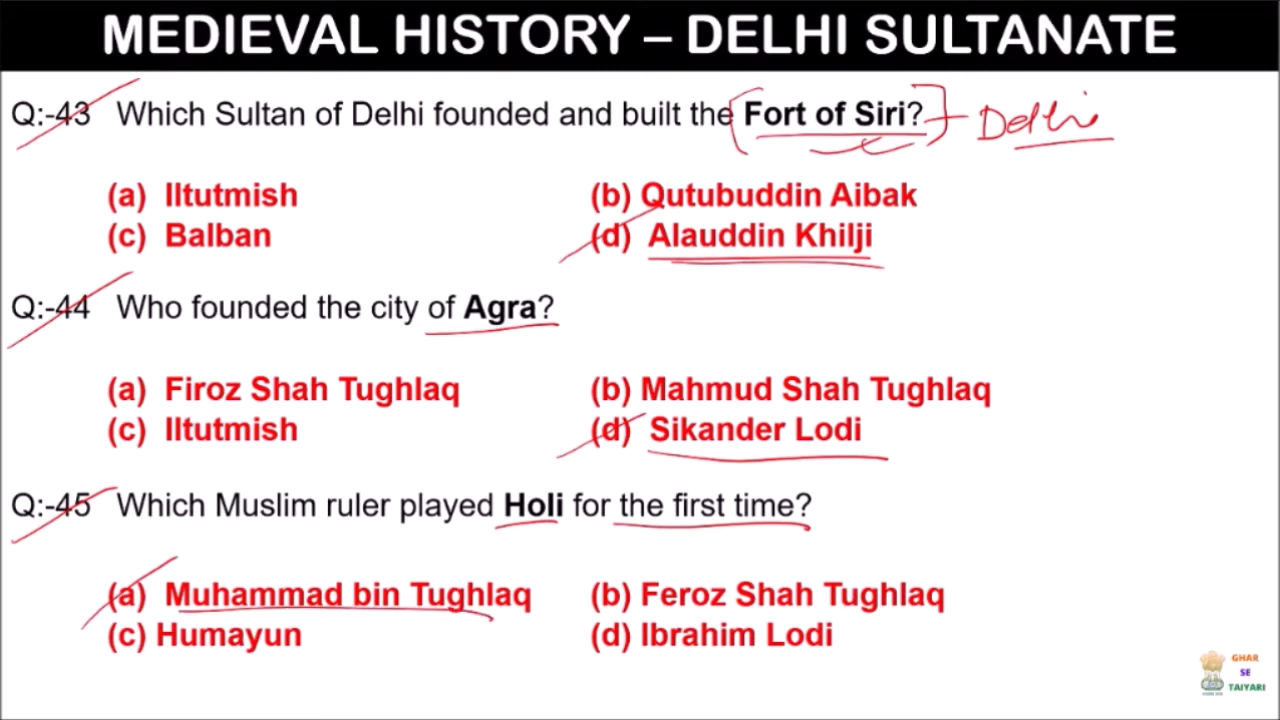 MEDIEVAL HISTORY – DELHI SULTANATE
Q:-43 Which Sultan of Delhi founded and built the Fort of Siri? Delhi
(a) Iltutmish (b) Qutubuddin Aibak
(c) Balban (d) Alauddin Khilji
Q:-44 Who founded the city of Agra?
(a) Firoz Shah Tughlaq (b) Mahmud Shah Tughlaq
(c) Iltutmish (d) Sikander Lodi
Q:-45 Which Muslim ruler played Holi for the first time?
(a) Muhammad bin Tughlaq (b) Feroz Shah Tughlaq
(c) Humayun (d) Ibrahim Lodi
GHAR
SE
TAIYARI